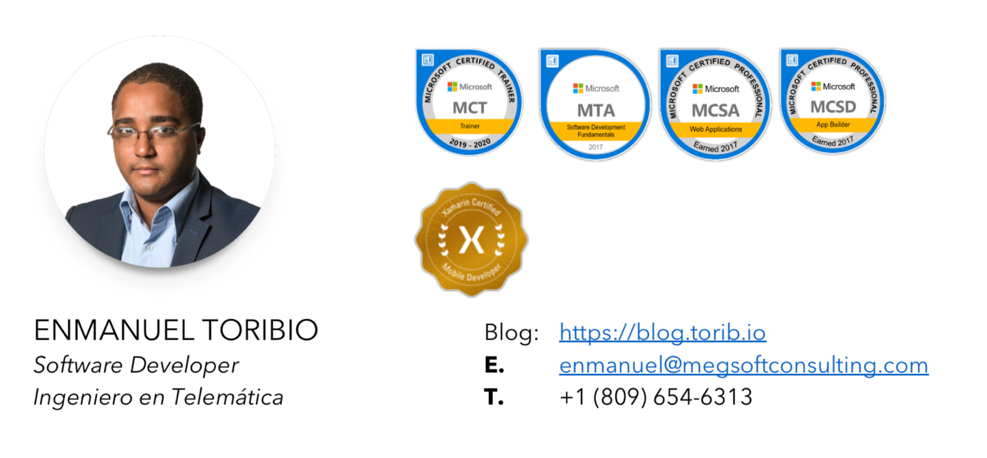 MICROSOFT CERTIFIED TRAINER
Microsoft
MCT
Trainer
2019 - 2020
Microsoft
MTA
Software Development
Fundamentals
2017
MICROSOFT CERTIFIED PROFESSIONAL
Microsoft
MCSA
Web Applications
Earned 2017
MICROSOFT CERTIFIED PROFESSIONAL
Microsoft
MCSD
App Builder
Earned 2017
Xamarin Certified
X
Mobile Developer
ENMANUEL TORIBIO
Software Developer
Ingeniero en Telemática
Blog: https://blog.torib.io
E. enmanuel@megsoftconsulting.com
T. +1 (809) 654-6313